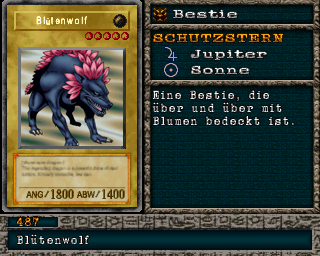 Blütenwolf
ANG/1800 ABW/1400
Bestie
SCHUTZSTERN
Jupiter
Sonne
Eine Bestie, die
über und über mit
Blumen bedeckt ist.
487
Blütenwolf